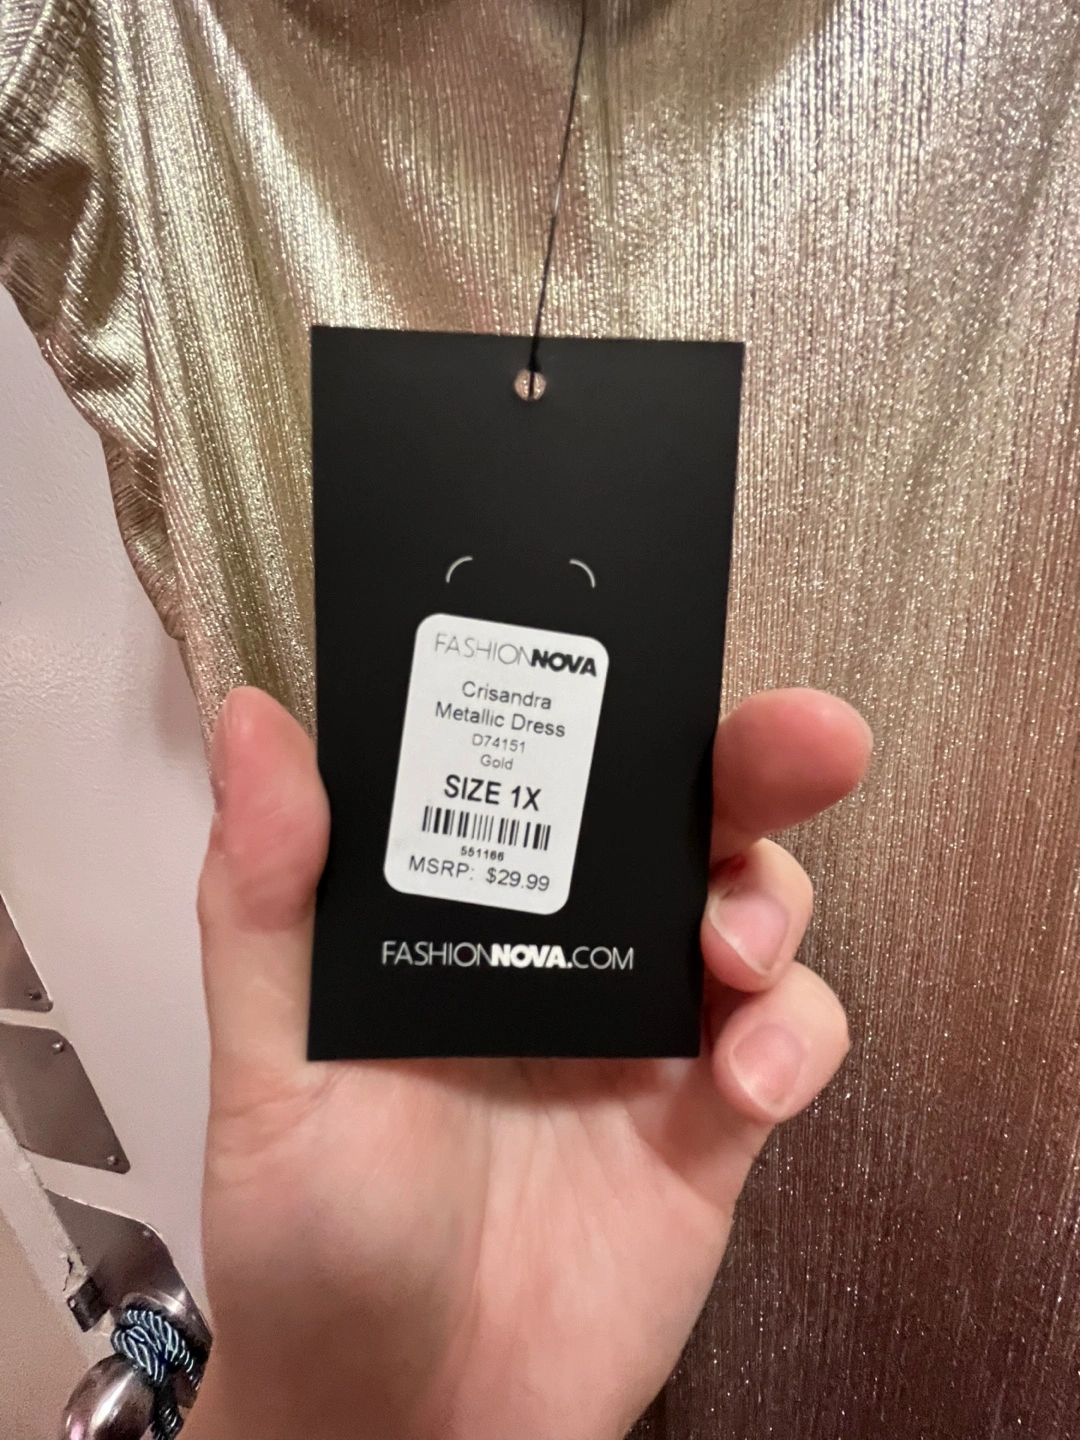 FASHIONNOVA
Crisandra
Metallic Dress
D74151
Gold
SIZE 1X
551166
MSRP: $29.99
FASHIONNOVA.COM